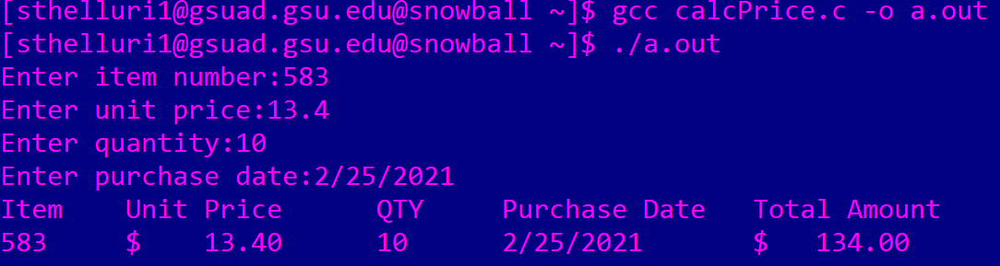 [sthelluri1@gsuad.gsu.edu@snowball ~]$ gcc calcPrice.c -o a.out
[sthelluri1@gsuad.gsu.edu@snowball ~]$ ./a.out
Enter item number:583
Enter unit price:13.4
Enter quantity:10
Enter purchase date:2/25/2021
Item    Unit Price      QTY     Purchase Date   Total Amount
583     $    13.40      10      2/25/2021       $   134.00